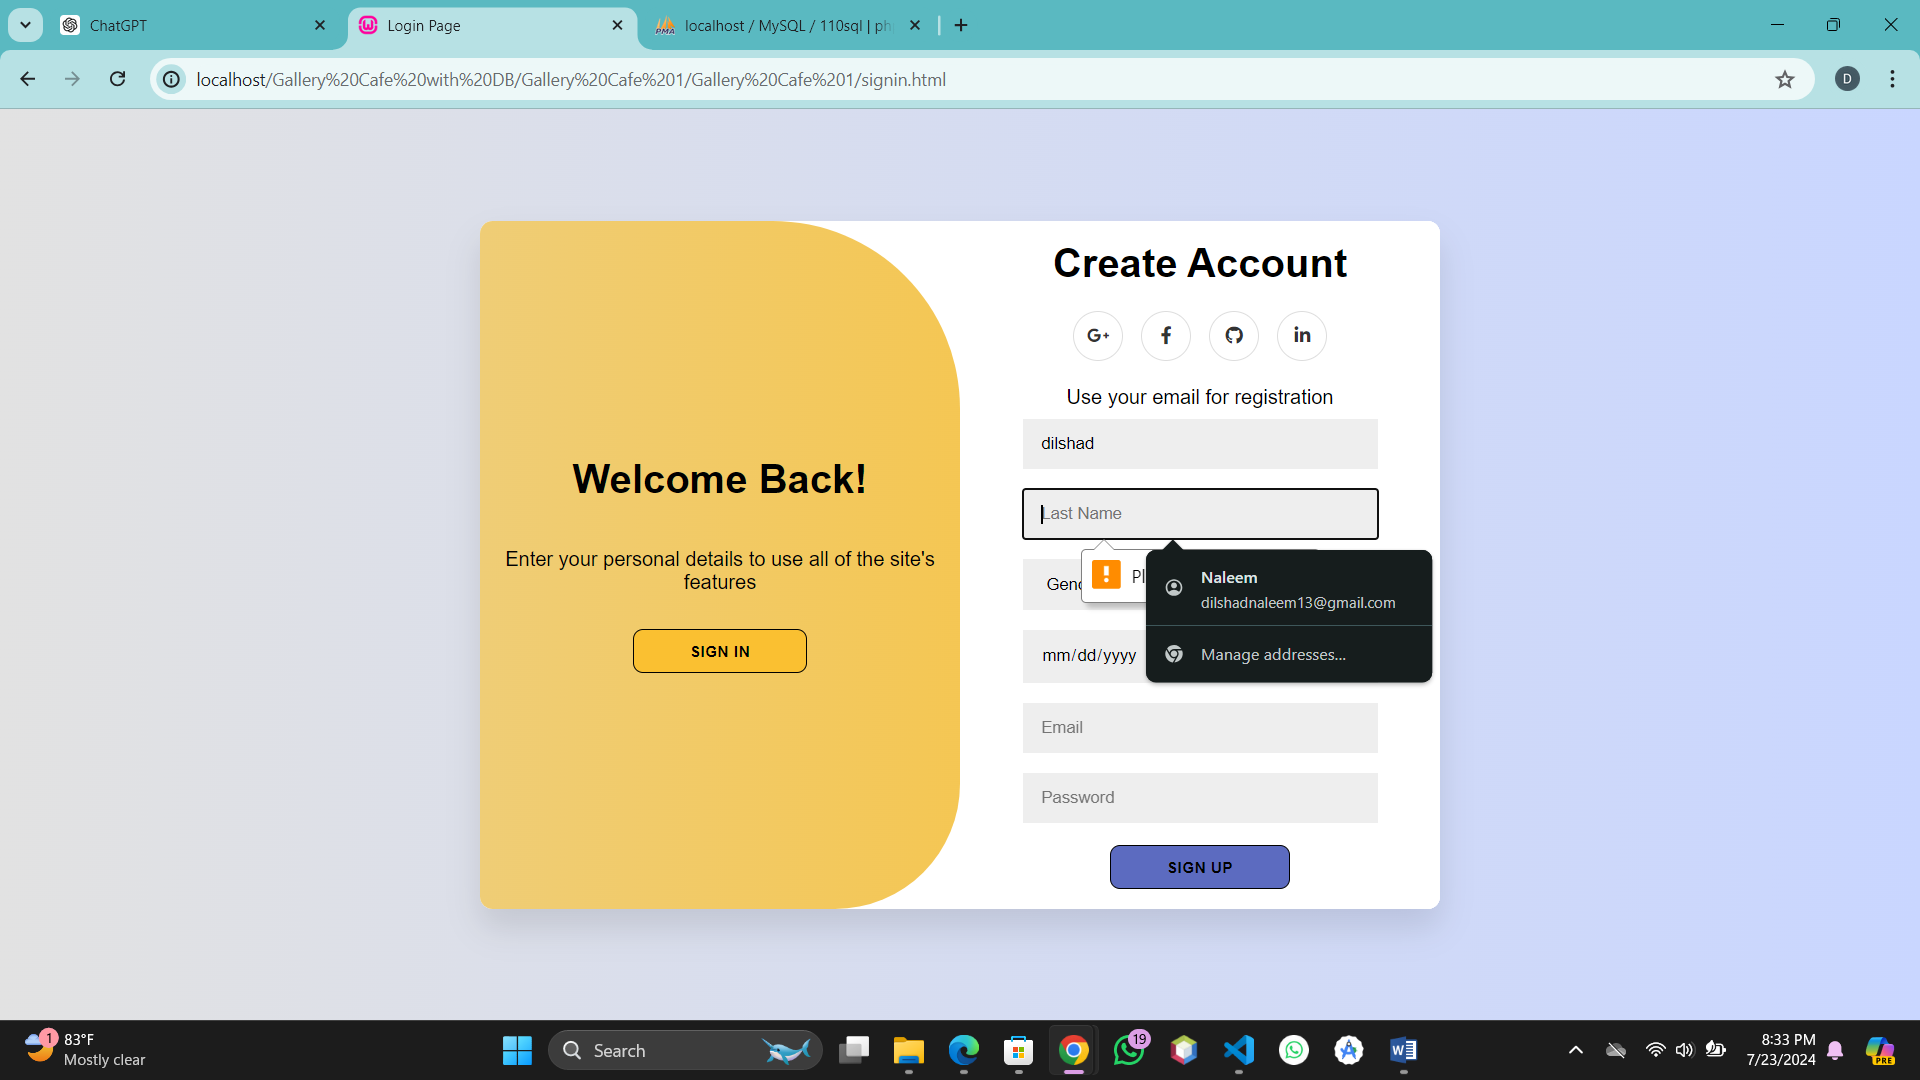 ChatGPT
Login Page
localhost / MySQL / 110sql | ph
localhost/Gallery%20Cafe%20with%20DB/Gallery%20Cafe%201/Gallery%20Cafe%201/signin.html
D
Welcome Back!
Enter your personal details to use all of the site's
features
SIGN IN
Create Account
G+
f
in
Use your email for registration
dilshad
Last Name
Gend
Pl
Naleem
dilshadnaleem13@gmail.com
Manage addresses...
mm/dd/yyyy
Email
Password
SIGN UP
1
83°F
Mostly clear
Search
19
8:33 PM
7/23/2024
PRE